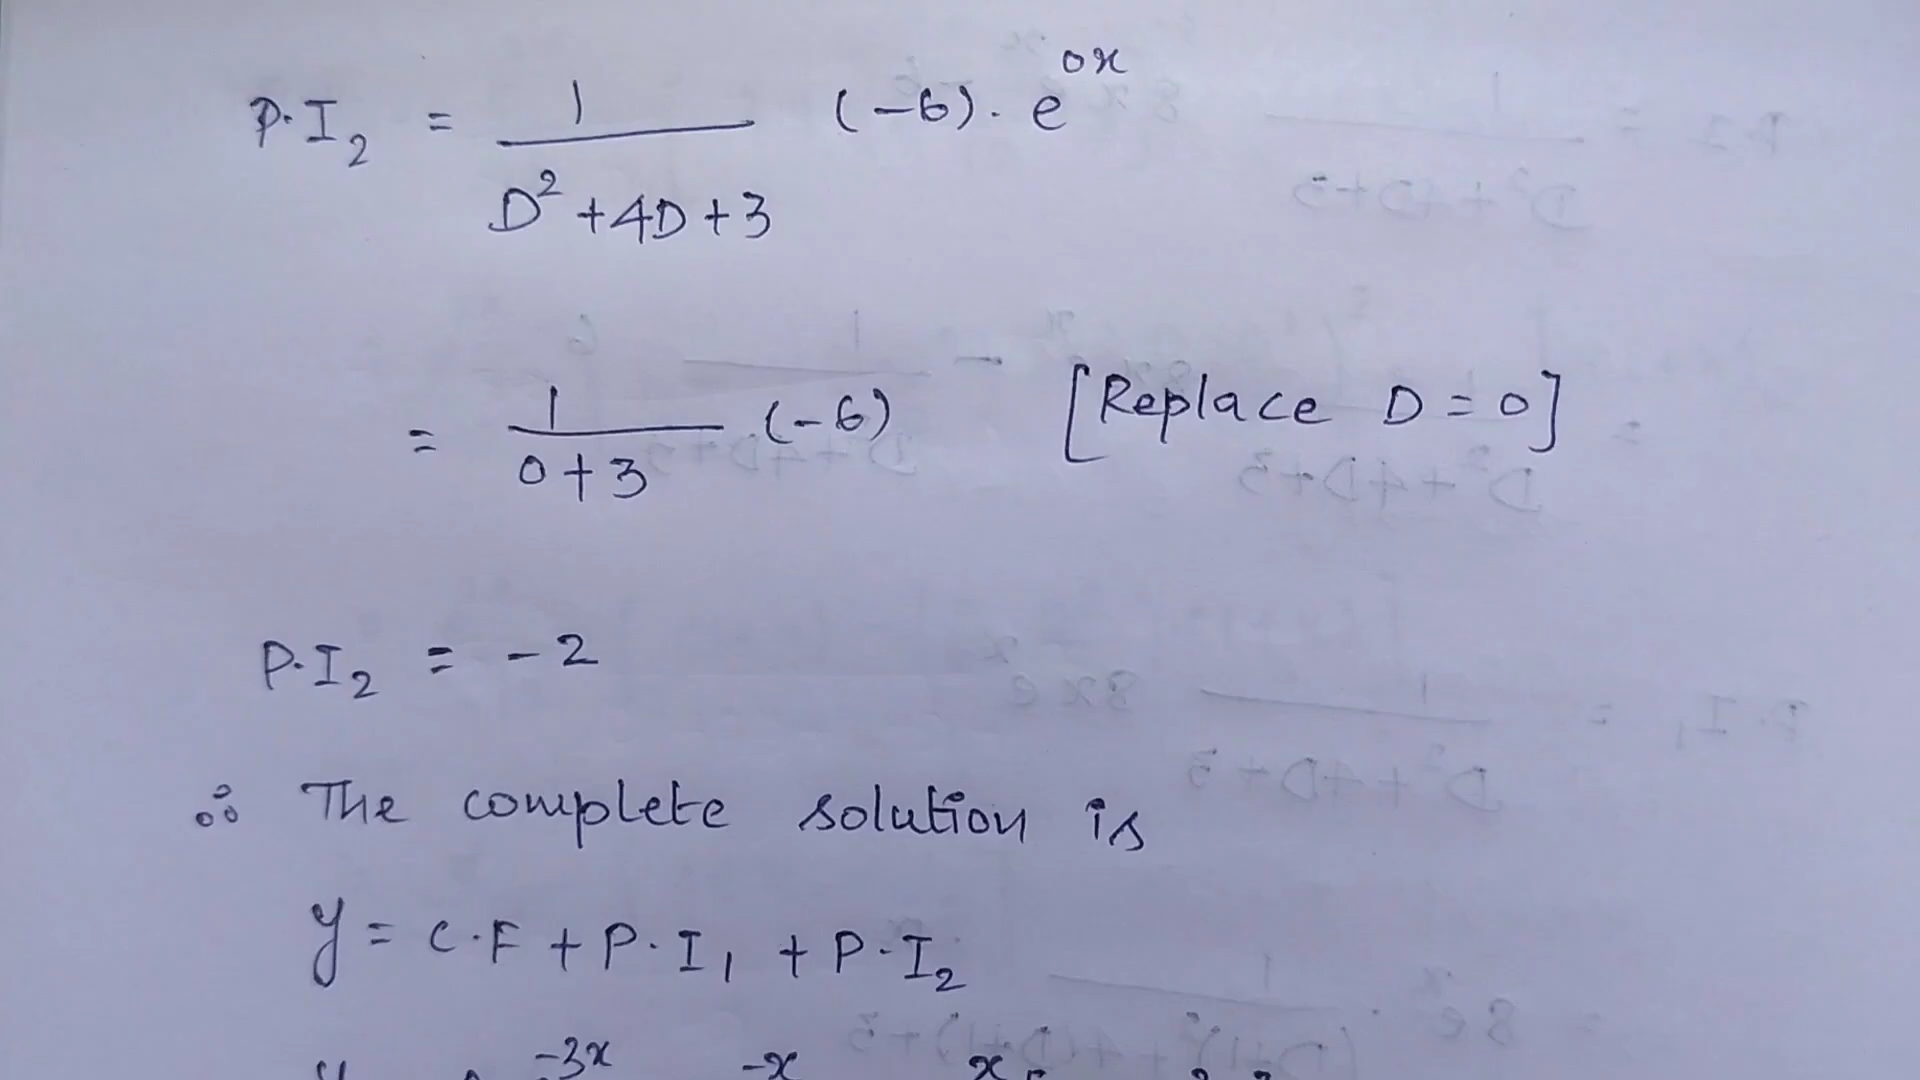 P.I₂ = 1/(D² + 4D + 3) (-6). e^(0x)
= 1/(0+3) (-6) [Replace D = 0]
P.I₂ = -2
∴ The complete solution is
y = C.F + P.I₁ + P.I₂